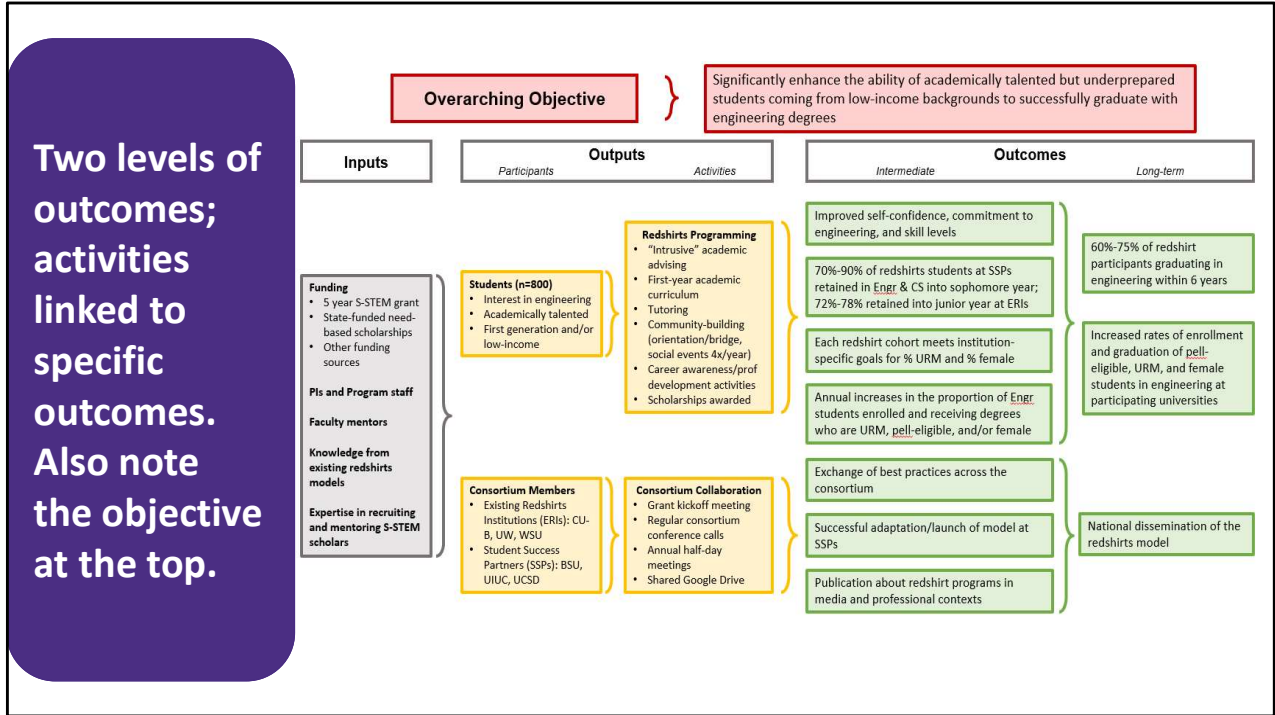 Two levels of
outcomes;
activities
linked to
specific
outcomes.
Also note
the objective
at the top.
Overarching Objective
Significantly enhance the ability of academically talented but underprepared
students coming from low-income backgrounds to successfully graduate with
engineering degrees
Inputs
Outputs
Participants
Activities
Outcomes
Intermediate
Long-term
Funding
• 5 year S-STEM grant
• State-funded need-
based scholarships
• Other funding
sources
PIs and Program staff
Faculty mentors
Knowledge from
existing redshirts
models
Expertise in recruiting
and mentoring S-STEM
scholars
Students (n=800)
• Interest in engineering
• Academically talented
• First generation and/or
low-income
Redshirts Programming
• "Intrusive" academic
advising
• First-year academic
curriculum
• Tutoring
• Community-building
(orientation/bridge,
social events 4x/year)
• Career awareness/prof
development activities
• Scholarships awarded
Improved self-confidence, commitment to
engineering, and skill levels
70%-90% of redshirts students at SSPs
retained in Engr & CS into sophomore year;
72%-78% retained into junior year at ERIs
Each redshirt cohort meets institution-
specific goals for % URM and % female
Annual increases in the proportion of Engr
students enrolled and receiving degrees
who are URM, pell-eligible, and/or female
60%-75% of redshirt
participants graduating in
engineering within 6 years
Increased rates of enrollment
and graduation of pell-
eligible, URM, and female
students in engineering at
participating universities
Consortium Members
• Existing Redshirts
Institutions (ERIs): CU-
B, UW, WSU
• Student Success
Partners (SSPs): BSU,
UIUC, UCSD
Consortium Collaboration
• Grant kickoff meeting
• Regular consortium
conference calls
• Annual half-day
meetings
• Shared Google Drive
Exchange of best practices across the
consortium
Successful adaptation/launch of model at
SSPs
Publication about redshirt programs in
media and professional contexts
National dissemination of the
redshirts model